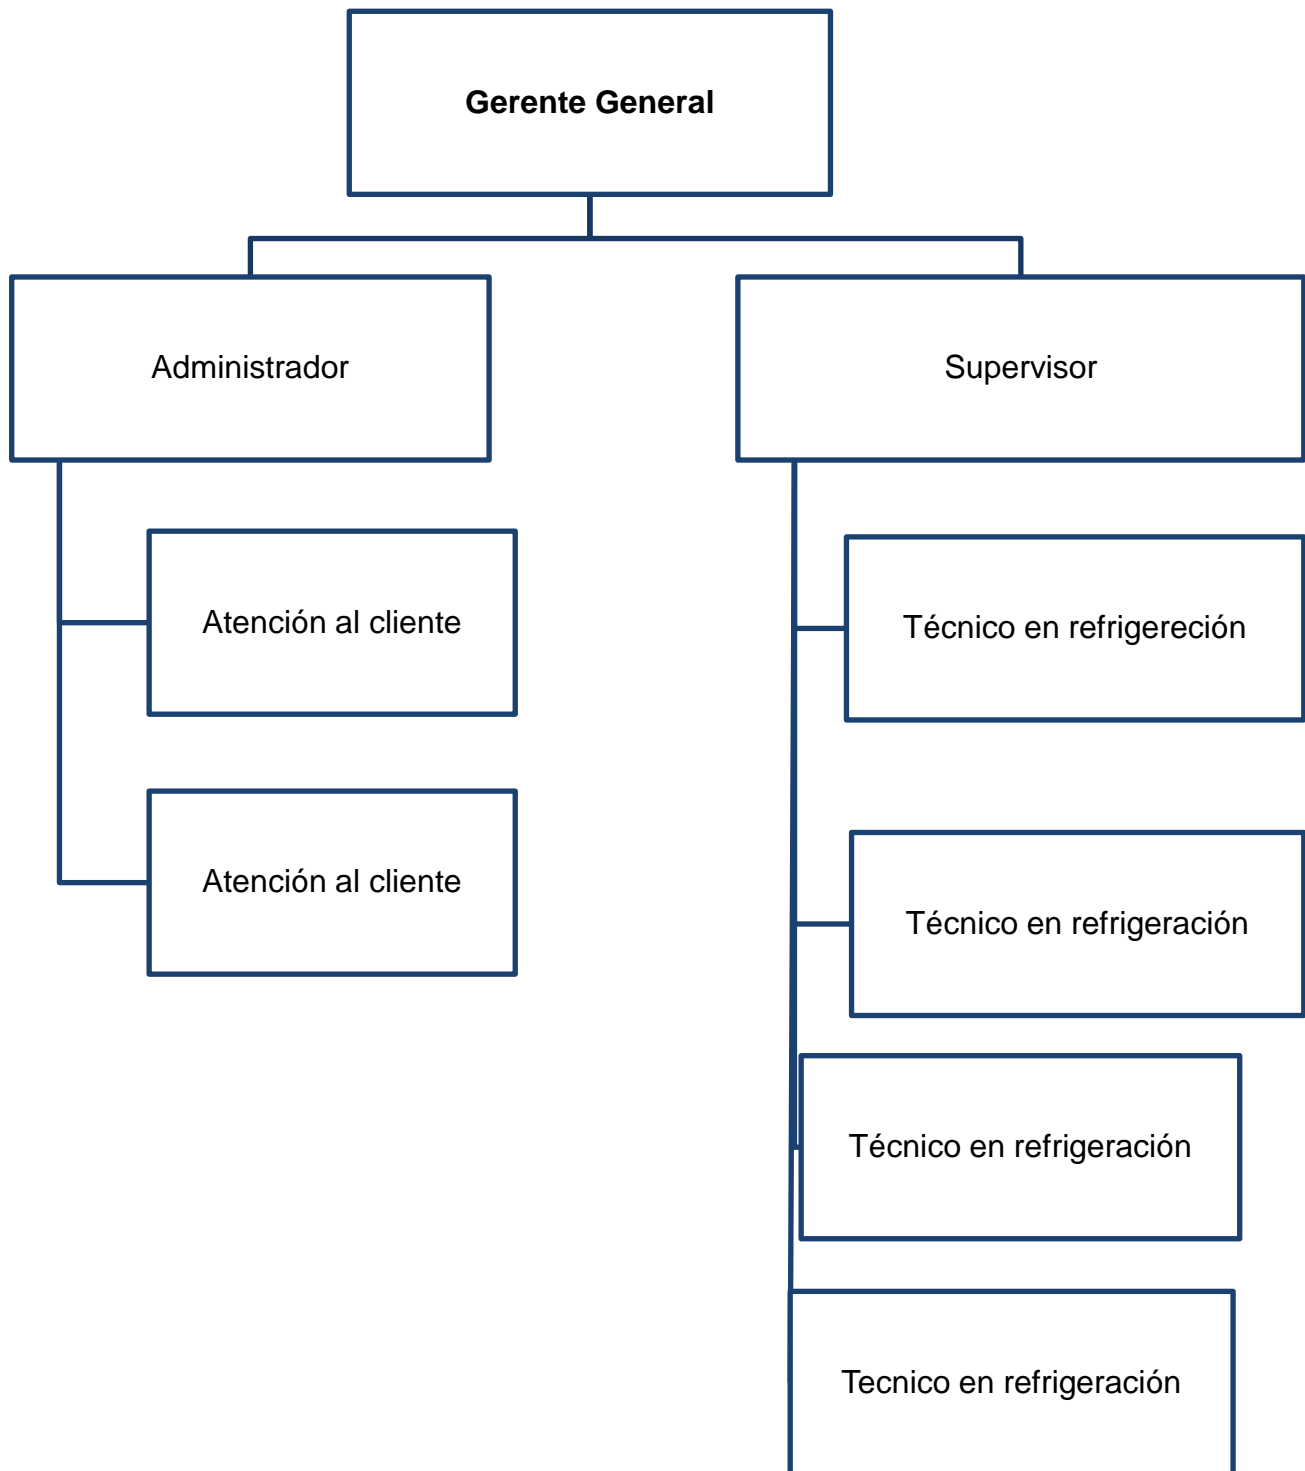 Gerente General
Administrador
Supervisor
Atención al cliente
Técnico en refrigereción
Atención al cliente
Técnico en refrigeración
Técnico en refrigeración
Tecnico en refrigeración